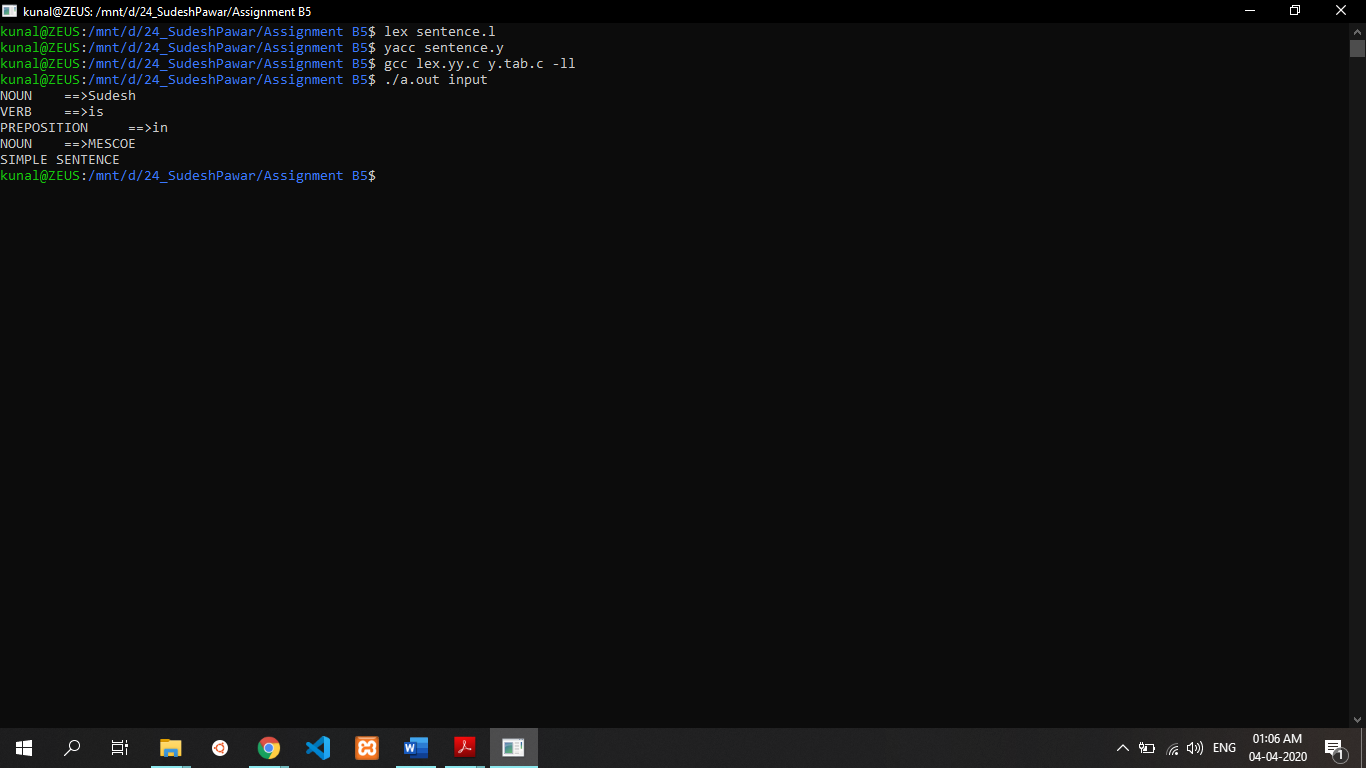 kunal@ZEUS: /mnt/d/24_SudeshPawar/Assignment B5
kunal@ZEUS:/mnt/d/24_SudeshPawar/Assignment B5$ lex sentence.l
kunal@ZEUS:/mnt/d/24_SudeshPawar/Assignment B5$ yacc sentence.y
kunal@ZEUS:/mnt/d/24_SudeshPawar/Assignment B5$ gcc lex.yy.c y.tab.c -ll
kunal@ZEUS:/mnt/d/24_SudeshPawar/Assignment B5$ ./a.out input
NOUN    ==>Sudesh
VERB    ==>is
PREPOSITION     ==>in
NOUN    ==>MESCOE
SIMPLE SENTENCE
kunal@ZEUS:/mnt/d/24_SudeshPawar/Assignment B5$
ENG
01:06 AM
04-04-2020
1